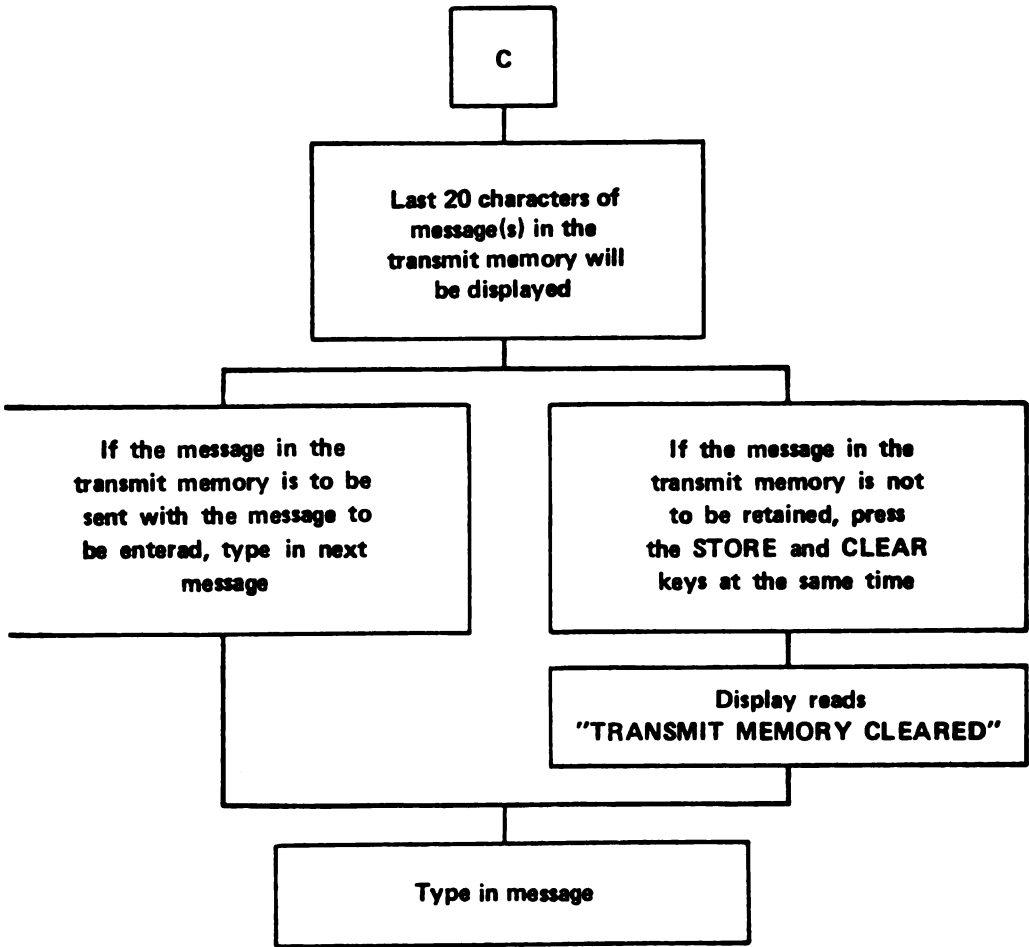 C
Last 20 characters of
message(s) in the
transmit memory will
be displayed
If the message in the
transmit memory is to be
sent with the message to
be enterad, type in next
message
If the message in the
transmit memory is not
to be retained, press
the STORE and CLEAR
keys at the same time
Display reads
"TRANSMIT MEMORY CLEARED"
Type in message